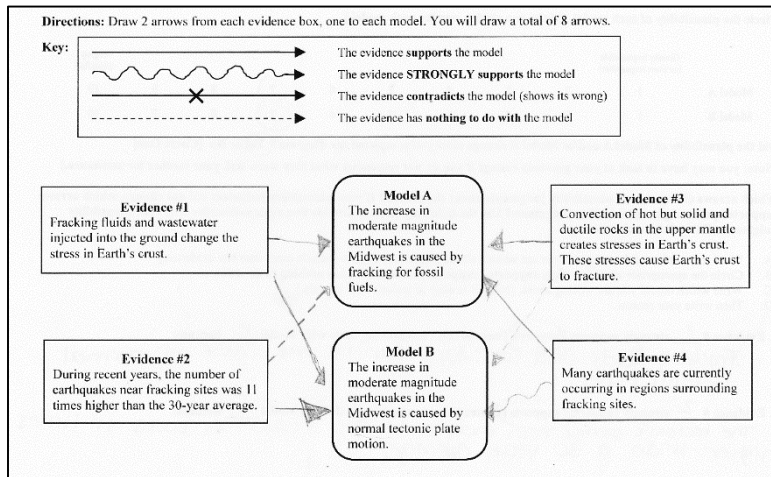 Directions: Draw 2 arrows from each evidence box, one to each model. You will draw a total of 8 arrows.
Key:
The evidence supports the model
The evidence STRONGLY supports the model
The evidence contradicts the model (shows its wrong)
The evidence has nothing to do with the model
Evidence #1
Fracking fluids and wastewater
injected into the ground change the
stress in Earth's crust.
Model A
The increase in
moderate magnitude
earthquakes in the
Midwest is caused by
fracking for fossil
fuels.
Evidence #3
Convection of hot but solid and
ductile rocks in the upper mantle
creates stresses in Earth's crust.
These stresses cause Earth's crust
to fracture.
Evidence #2
During recent years, the number of
earthquakes near fracking sites was 11
times higher than the 30-year average.
Model B
The increase in
moderate magnitude
earthquakes in the
Midwest is caused by
normal tectonic plate
motion.
Evidence #4
Many earthquakes are currently
occurring in regions surrounding
fracking sites.